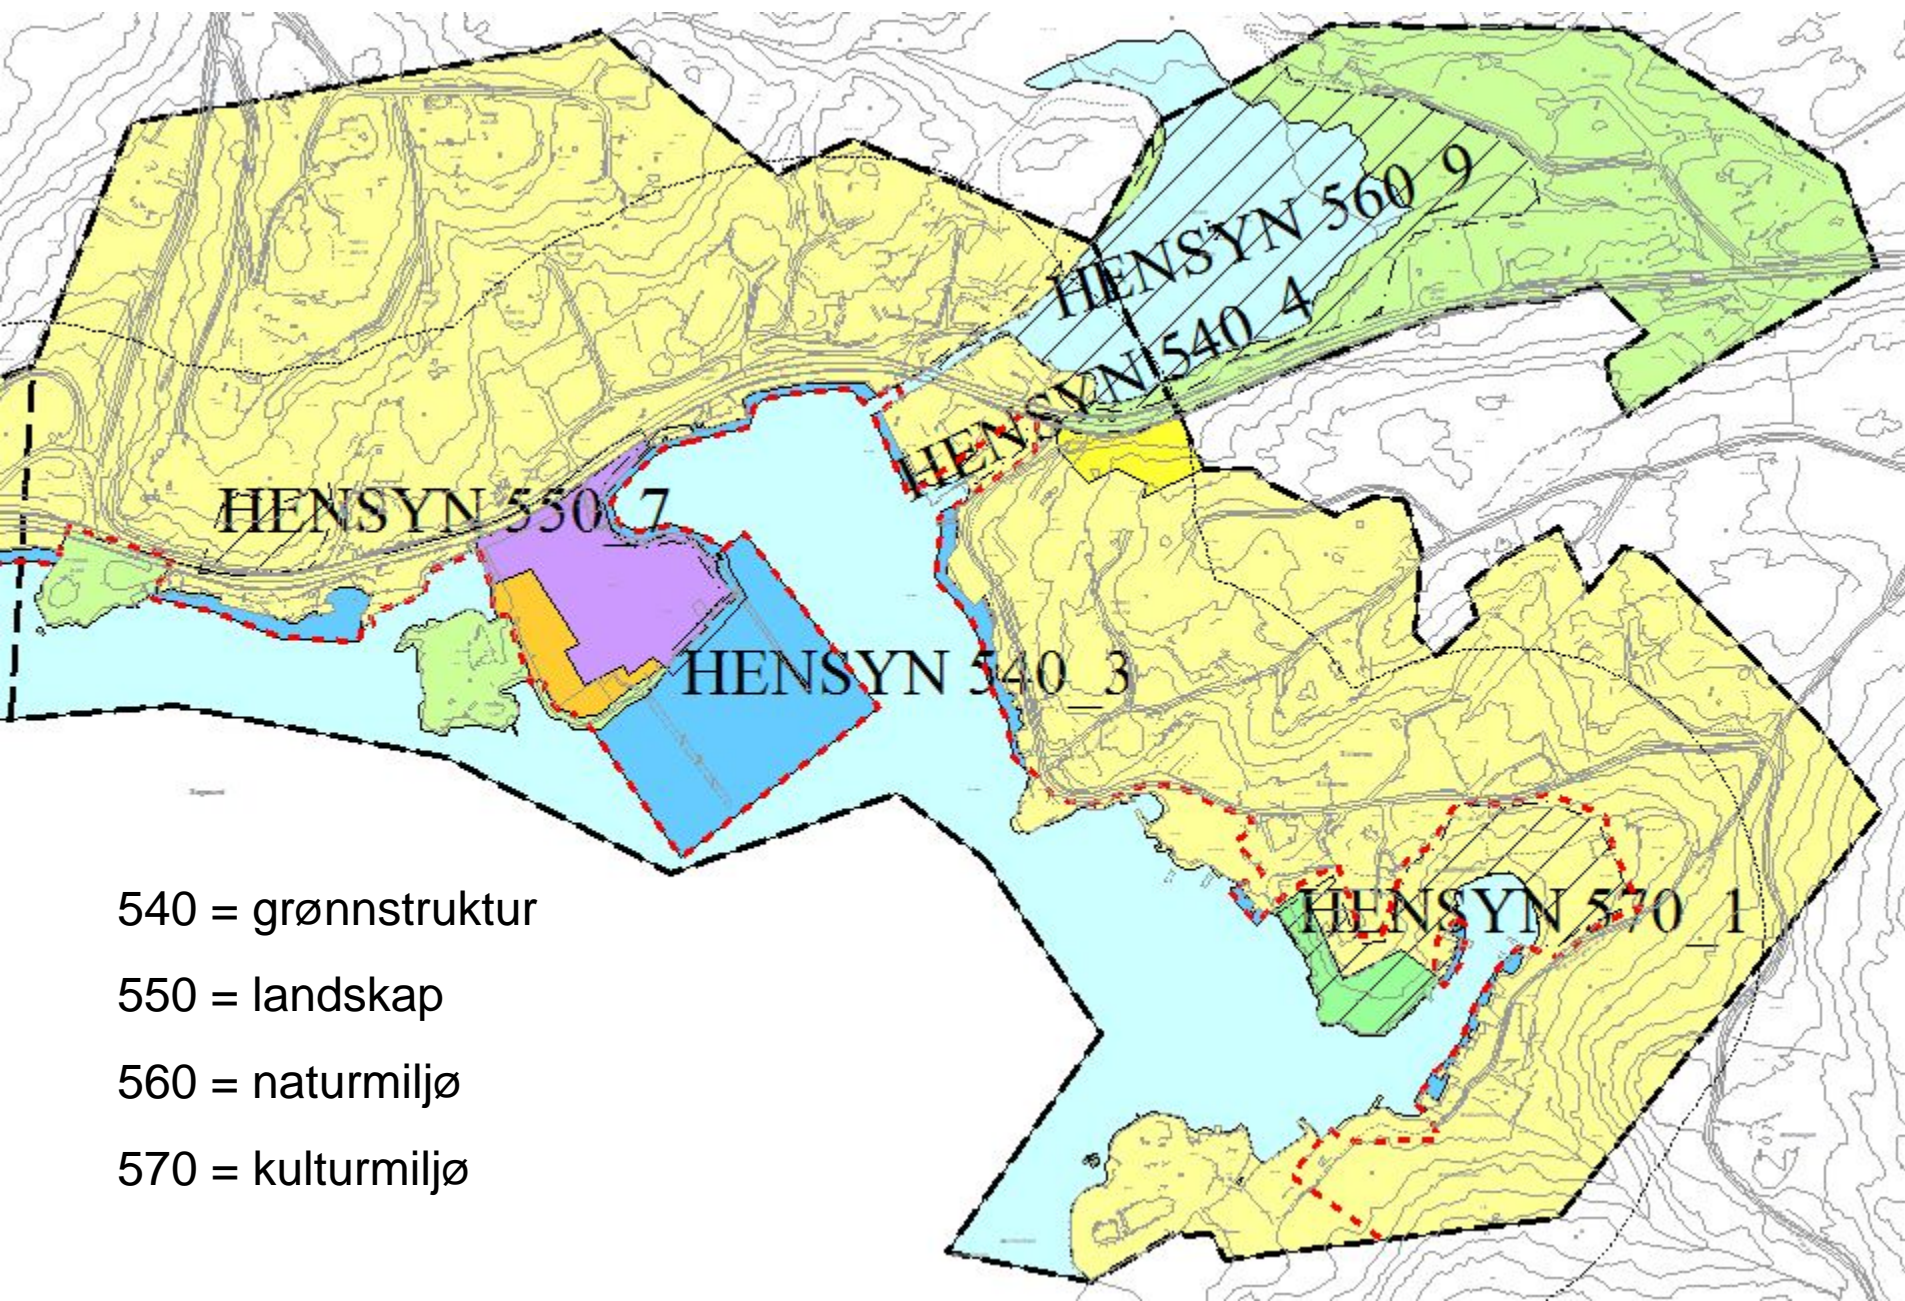 HENSYN 560_9
HENSYN 540_4
HENSYN 550_7
HENSYN 540_3
HENSYN 570_1
540 = grønnstruktur
550 = landskap
560 = naturmiljø
570 = kulturmiljø